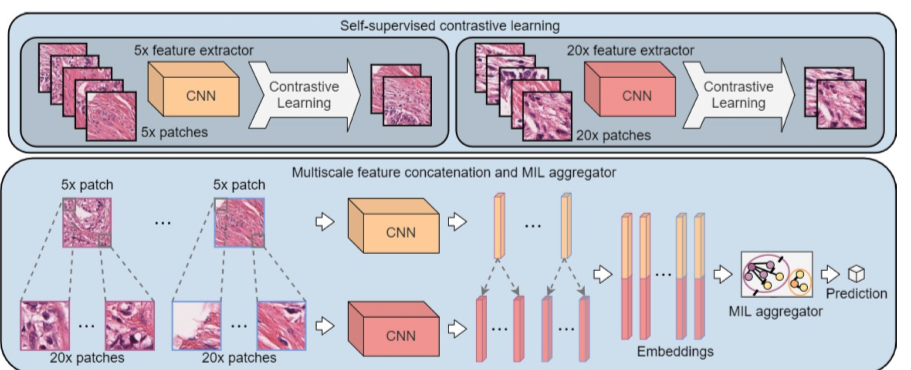 Self-supervised contrastive learning
5x feature extractor
CNN
Contrastive
Learning
5x patches
20x feature extractor
CNN
Contrastive
Learning
20x patches
Multiscale feature concatenation and MIL aggregator
5x patch
...
5x patch
CNN
...
...
20x patches
...
20x patches
CNN
...
...
...
Embeddings
MIL aggregator
Prediction